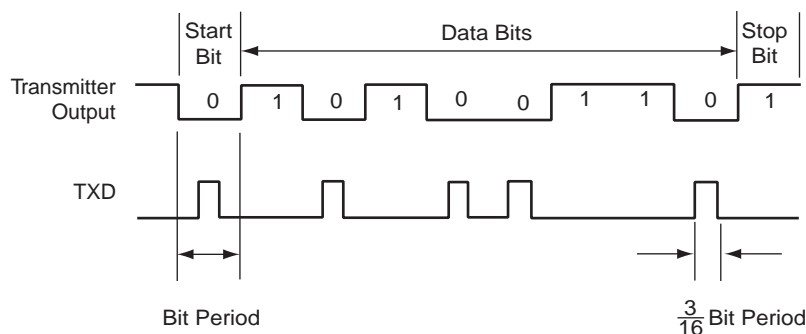 Start
Bit
Data Bits
Stop
Bit
Transmitter
Output
0 1 0 1 0 0 1 1 0 1
TXD
Bit Period
3/16 Bit Period